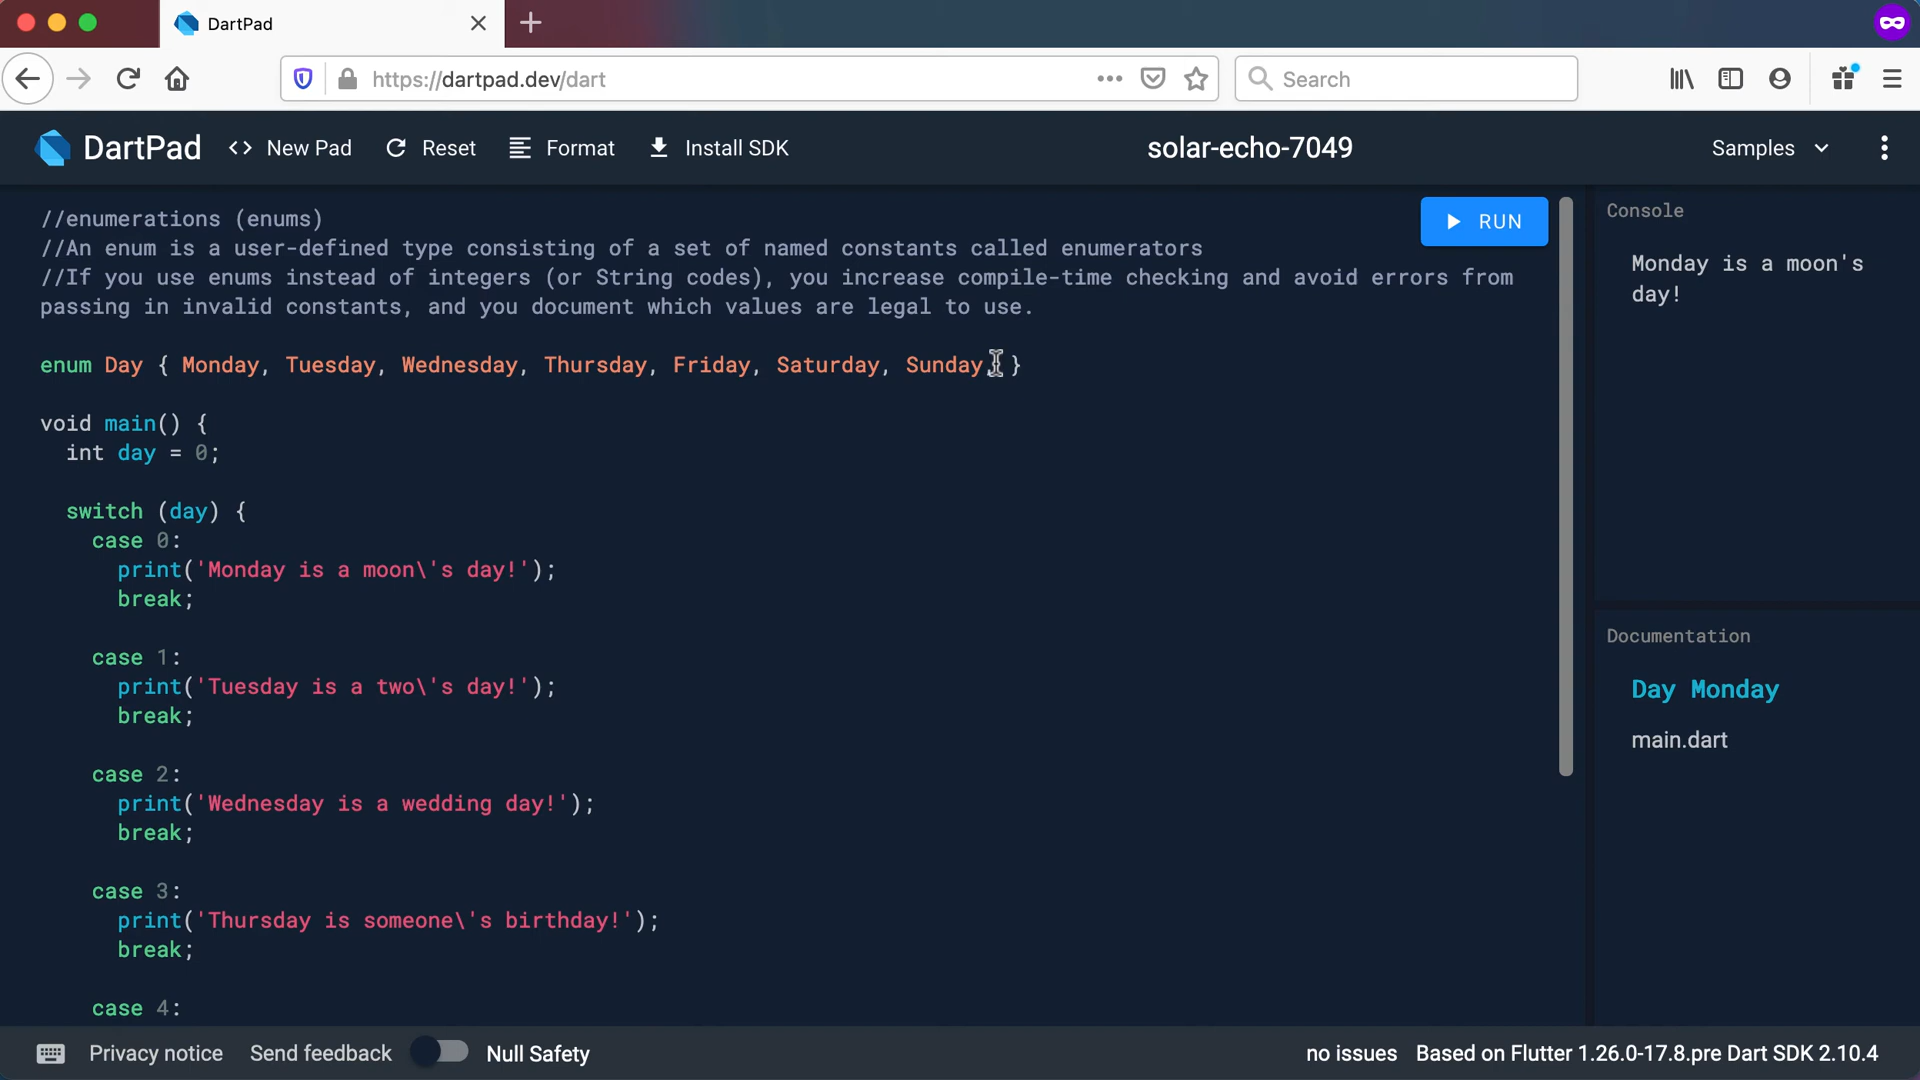 DartPad
https://dartpad.dev/dart
Search
DartPad
<> New Pad
Reset
Format
Install SDK
solar-echo-7049
Samples
//enumerations (enums)
//An enum is a user-defined type consisting of a set of named constants called enumerators
//If you use enums instead of integers (or String codes), you increase compile-time checking and avoid errors from
passing in invalid constants, and you document which values are legal to use.
enum Day { Monday, Tuesday, Wednesday, Thursday, Friday, Saturday, Sunday, }
void main() {
int day = 0;
switch (day) {
case 0:
print('Monday is a moon\'s day!');
break;
case 1:
print('Tuesday is a two\'s day!');
break;
case 2:
print('Wednesday is a wedding day!');
break;
case 3:
print('Thursday is someone\'s birthday!');
break;
case 4:
RUN
Console
Monday is a moon's
day!
Documentation
Day Monday
main.dart
Privacy notice
Send feedback
Null Safety
no issues
Based on Flutter 1.26.0-17.8.pre Dart SDK 2.10.4